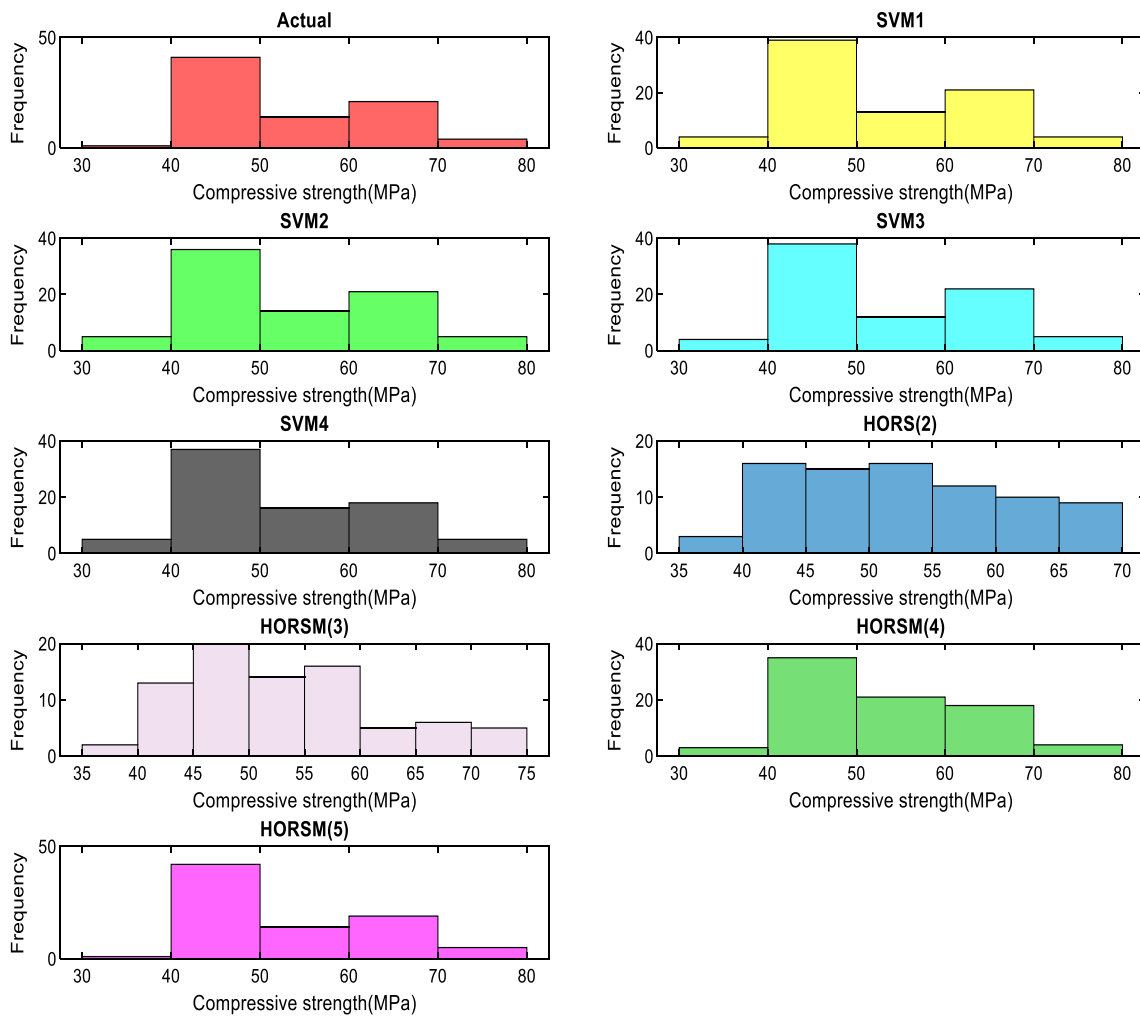 Actual
Frequency
50
0
30 40 50 60 70 80
Compressive strength(MPa)
SVM1
Frequency
40
20
0
30 40 50 60 70 80
Compressive strength(MPa)
SVM2
Frequency
40
20
0
30 40 50 60 70 80
Compressive strength(MPa)
SVM3
Frequency
40
20
0
30 40 50 60 70 80
Compressive strength(MPa)
SVM4
Frequency
40
20
0
30 40 50 60 70 80
Compressive strength(MPa)
HORS(2)
Frequency
20
10
0
35 40 45 50 55 60 65 70
Compressive strength(MPa)
HORSM(3)
Frequency
20
10
0
35 40 45 50 55 60 65 70 75
Compressive strength(MPa)
HORSM(4)
Frequency
40
20
0
30 40 50 60 70 80
Compressive strength(MPa)
HORSM(5)
Frequency
50
0
30 40 50 60 70 80
Compressive strength(MPa)